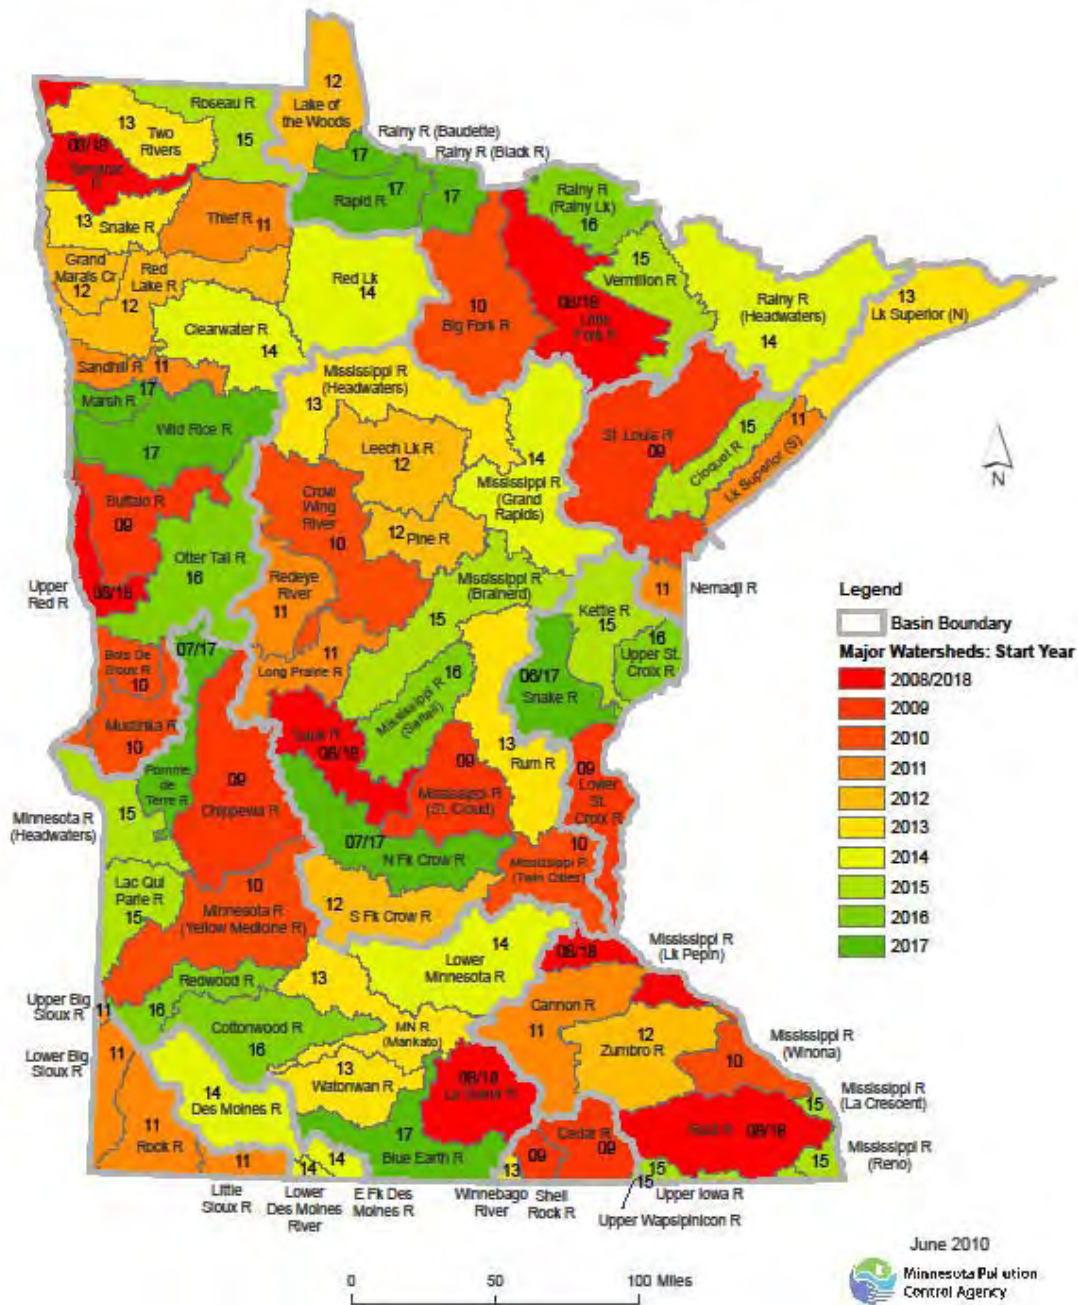 12
Lake of
the Woods
Roseau R
15
13
Two
Rivers
08/18
Rainy R (Baudette)
Rainy R (Black R)
17
17
Rapid R
17
Rainy R
(Rainy Lk)
16
13
Snake R
Thief R
11
Grand
Marais Cr
12
Red
Lake R
12
Red Lk
14
10
Big Fork R
08/18
Little
Fork R
15
Vermilion R
Rainy R
(Headwaters)
14
13
Lk Superior (N)
Clearwater R
14
Sandhill R
11
17
Marsh R
Wild Rice R
17
Mississippi R
(Headwaters)
13
Leech Lk R
12
14
Mississippi R
(Grand
Rapids)
St. Louis R
09
15
Cloquet R
11
Lk Superior (S)
N
Buffalo R
09
Crow
Wing
River
10
12
Pine R
Otter Tail R
16
Upper
Red R
08/18
Redeye
River
11
Mississippi R
(Brainerd)
15
Kettle R
15
11
Nemadji R
16
Upper St.
Croix R
07/17
Bois De
Sioux R
10
11
Long Prairie R
16
Mississippi R
(Sartell)
06/17
Snake R
Mustinka R
10
Sauk R
08/18
13
Rum R
09
Lower
St.
Croix R
Pomme
de
Terre R
09
Chippewa R
09
Mississippi R
(St. Cloud)
Minnesota R
(Headwaters)
15
07/17
N Fk Crow R
10
Mississippi R
(Twin Cities)
Lac Qui
Parle R
15
10
Minnesota R
(Yellow Medicine R)
12
S Fk Crow R
14
Lower
Minnesota R
08/18
Mississippi R
(Lk Pepin)
Redwood R
16
13
Upper Big
Sioux R
11
Cottonwood R
16
MN R
(Mankato)
Cannon R
11
12
Zumbro R
10
Mississippi R
(Winona)
Lower Big
Sioux R
11
13
Watonwan R
08/18
14
Des Moines R
15
Mississippi R
(La Crescent)
11
Rock R
17
Blue Earth R
Cedar R
09
09
Root R
08/18
15
Mississippi R
(Reno)
11
14
14
13
15
15
Little
Sioux R
Lower
Des Moines
River
E Fk Des
Moines R
Winnebago
River
Shell
Rock R
Upper Iowa R
Upper Wapsipinicon R
Legend
Basin Boundary
Major Watersheds: Start Year
2008/2018
2009
2010
2011
2012
2013
2014
2015
2016
2017
June 2010
Minnesota Pollution
Control Agency
0 50 100 Miles